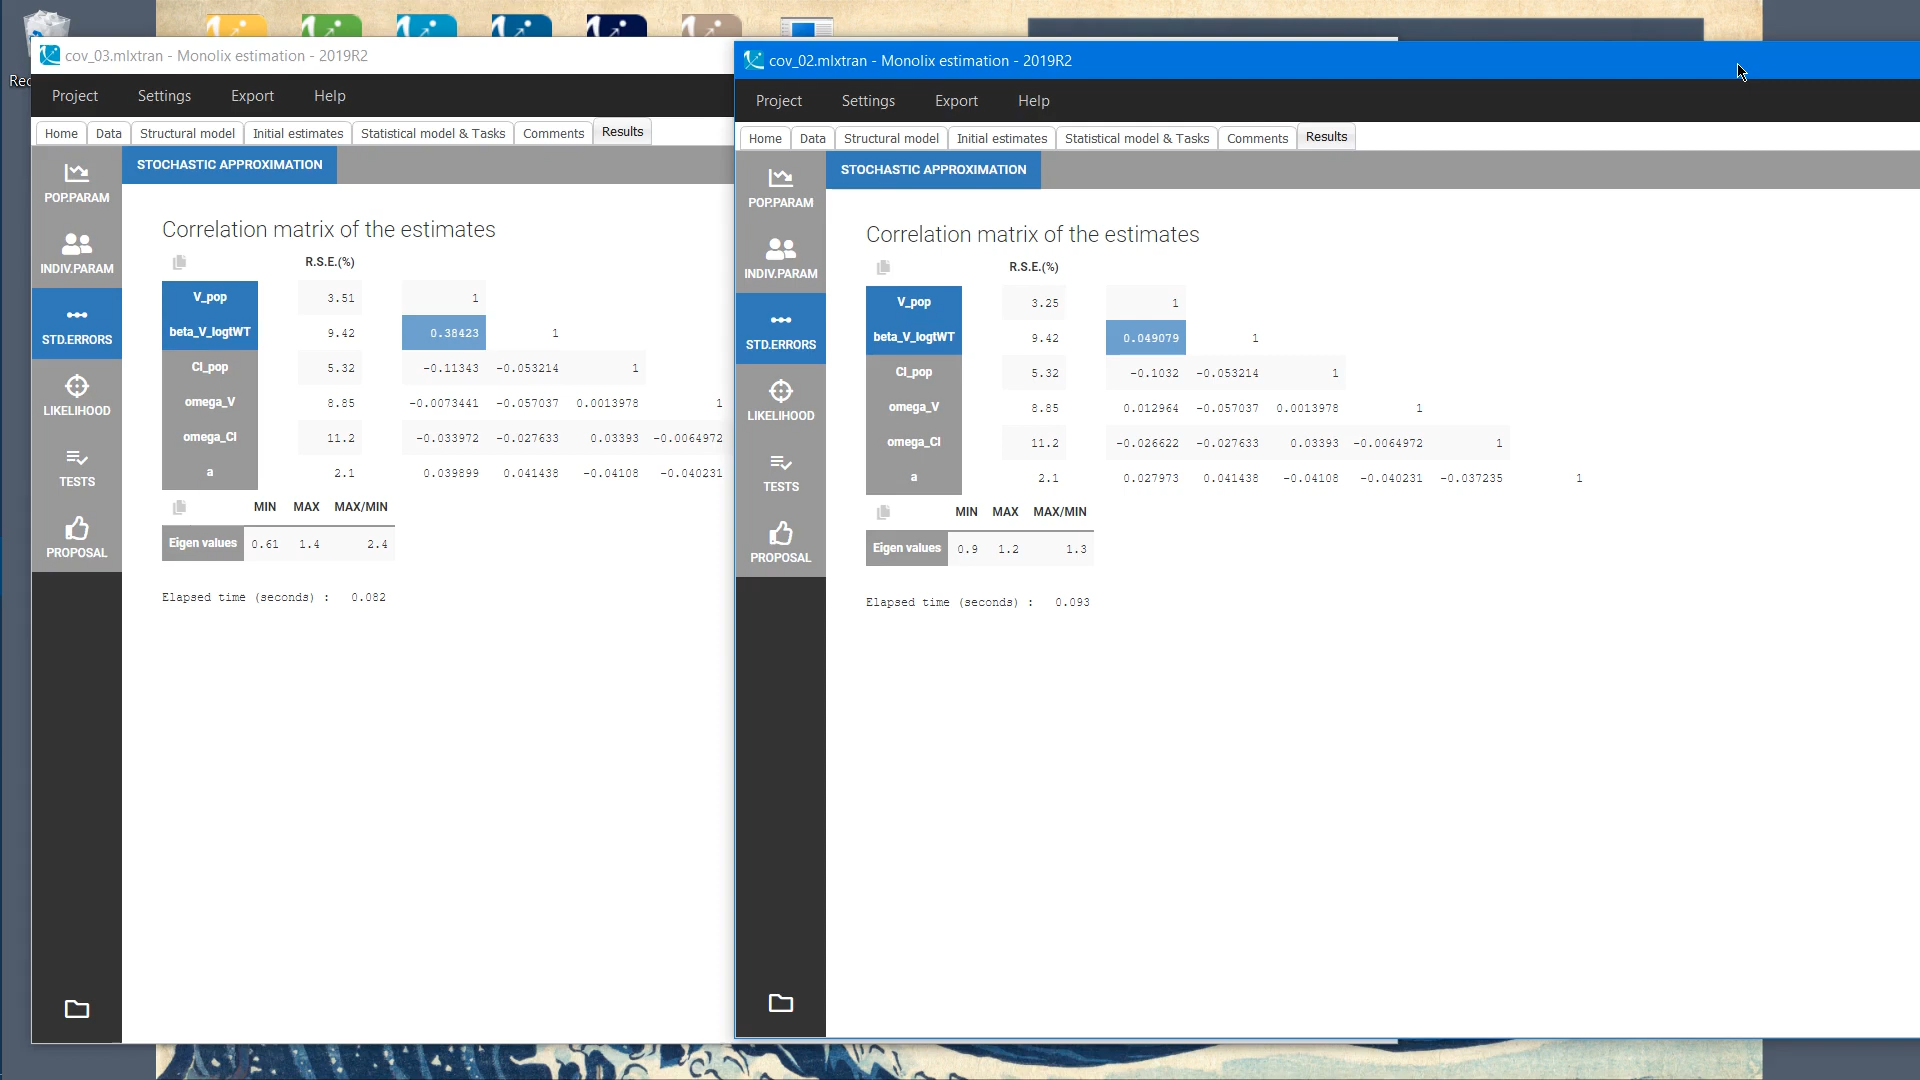 Rec
cov_03.mlxtran - Monolix estimation - 2019R2
Project Settings Export Help
Home Data Structural model Initial estimates Statistical model & Tasks Comments Results
STOCHASTIC APPROXIMATION
POP.PARAM
INDIV.PARAM
STD.ERRORS
LIKELIHOOD
TESTS
PROPOSAL
Correlation matrix of the estimates
R.S.E.(%)
V_pop 3.51 1
beta_V_logtWT 9.42 0.38423 1
Cl_pop 5.32 -0.11343 -0.053214 1
omega_V 8.85 -0.0073441 -0.057037 0.0013978 1
omega_Cl 11.2 -0.033972 -0.027633 0.03393 -0.0064972
a 2.1 0.039899 0.041438 -0.04108 -0.040231
MIN MAX MAX/MIN
Eigen values 0.61 1.4 2.4
Elapsed time (seconds) : 0.082
cov_02.mlxtran - Monolix estimation - 2019R2
Project Settings Export Help
Home Data Structural model Initial estimates Statistical model & Tasks Comments Results
STOCHASTIC APPROXIMATION
POP.PARAM
INDIV.PARAM
STD.ERRORS
LIKELIHOOD
TESTS
PROPOSAL
Correlation matrix of the estimates
R.S.E.(%)
V_pop 3.25 1
beta_V_logtWT 9.42 0.049079 1
Cl_pop 5.32 -0.1032 -0.053214 1
omega_V 8.85 0.012964 -0.057037 0.0013978 1
omega_Cl 11.2 -0.026622 -0.027633 0.03393 -0.0064972 1
a 2.1 0.027973 0.041438 -0.04108 -0.040231 -0.037235 1
MIN MAX MAX/MIN
Eigen values 0.9 1.2 1.3
Elapsed time (seconds) : 0.093